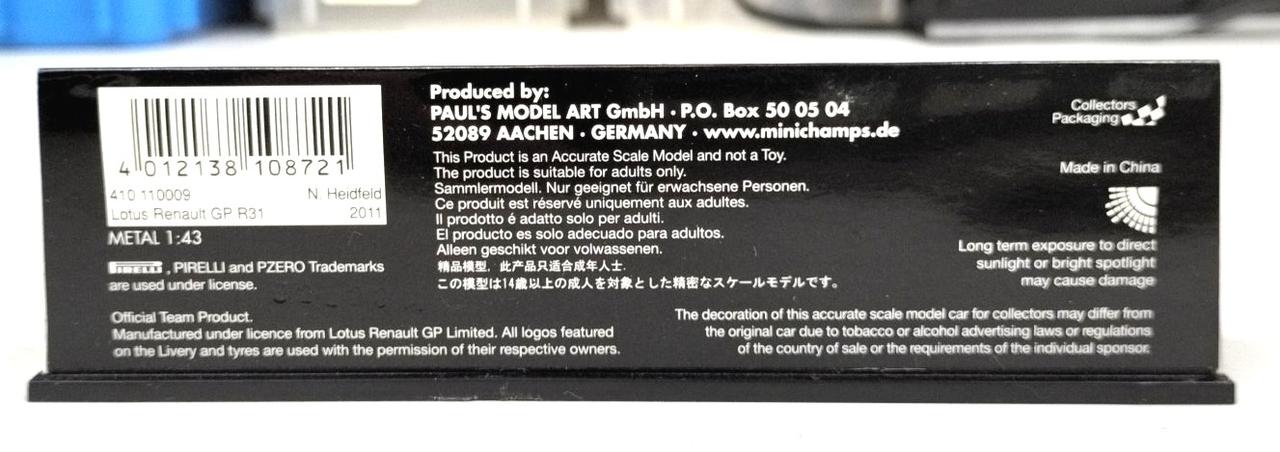 4 012138 108721
410 110009 N. Heidfeld
Lotus Renault GP R31 2011
METAL 1:43
PIRELLI, PIRELLI and PZERO Trademarks
are used under license.
Official Team Product.
Manufactured under licence from Lotus Renault GP Limited. All logos featured
on the Livery and tyres are used with the permission of their respective owners.
Produced by:
PAUL'S MODEL ART GmbH · P.O. Box 50 05 04
52089 AACHEN · GERMANY · www.minichamps.de
This Product is an Accurate Scale Model and not a Toy.
The product is suitable for adults only.
Sammlermodell. Nur geeignet für erwachsene Personen.
Ce produit est réservé uniquement aux adultes.
Il prodotto é adatto solo per adulti.
El producto es solo adecuado para adultos.
Alleen geschikt voor volwassenen.
精品模型，此产品只适合成年人士.
この模型は14歳以上の成人を対象とした精密なスケールモデルです。
Collectors
Packaging
Made in China
Long term exposure to direct
sunlight or bright spotlight
may cause damage
The decoration of this accurate scale model car for collectors may differ from
the original car due to tobacco or alcohol advertising laws or regulations
of the country of sale or the requirements of the individual sponsor.